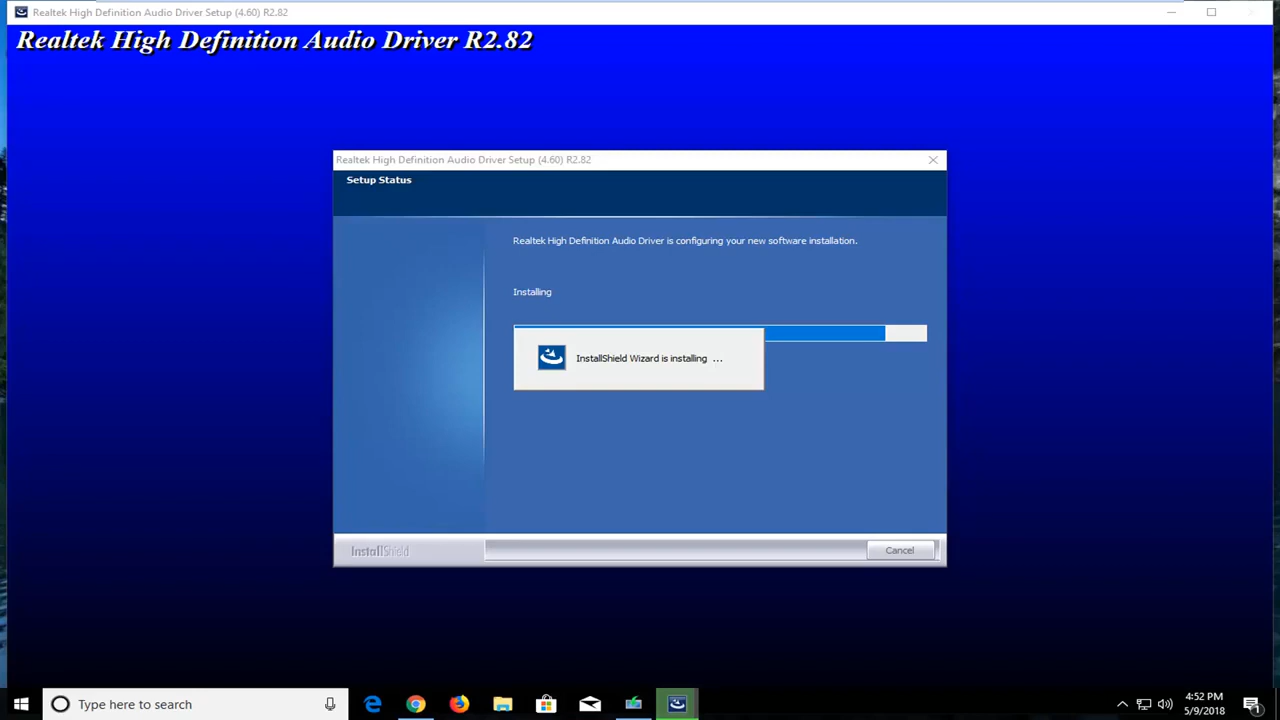 Realtek High Definition Audio Driver Setup (4.60) R2.82
Realtek High Definition Audio Driver R2.82
Realtek High Definition Audio Driver Setup (4.60) R2.82
Setup Status
Realtek High Definition Audio Driver is configuring your new software installation.
Installing
InstallShield Wizard is installing ...
InstallShield
Cancel
Type here to search
4:52 PM
5/9/2018
1